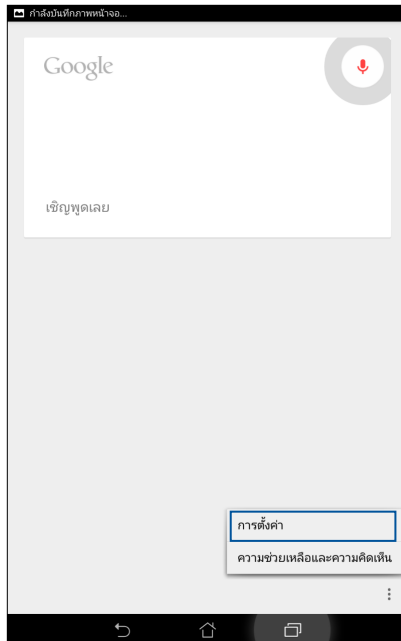 กำลังบันทึกภาพหน้าจอ...
Google
เชิญพูดเลย
การตั้งค่า
ความช่วยเหลือและความคิดเห็น